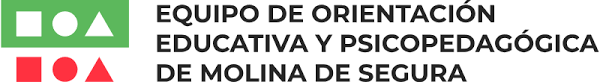 EQUIPO DE ORIENTACIÓN
EDUCATIVA Y PSICOPEDAGÓGICA
DE MOLINA DE SEGURA